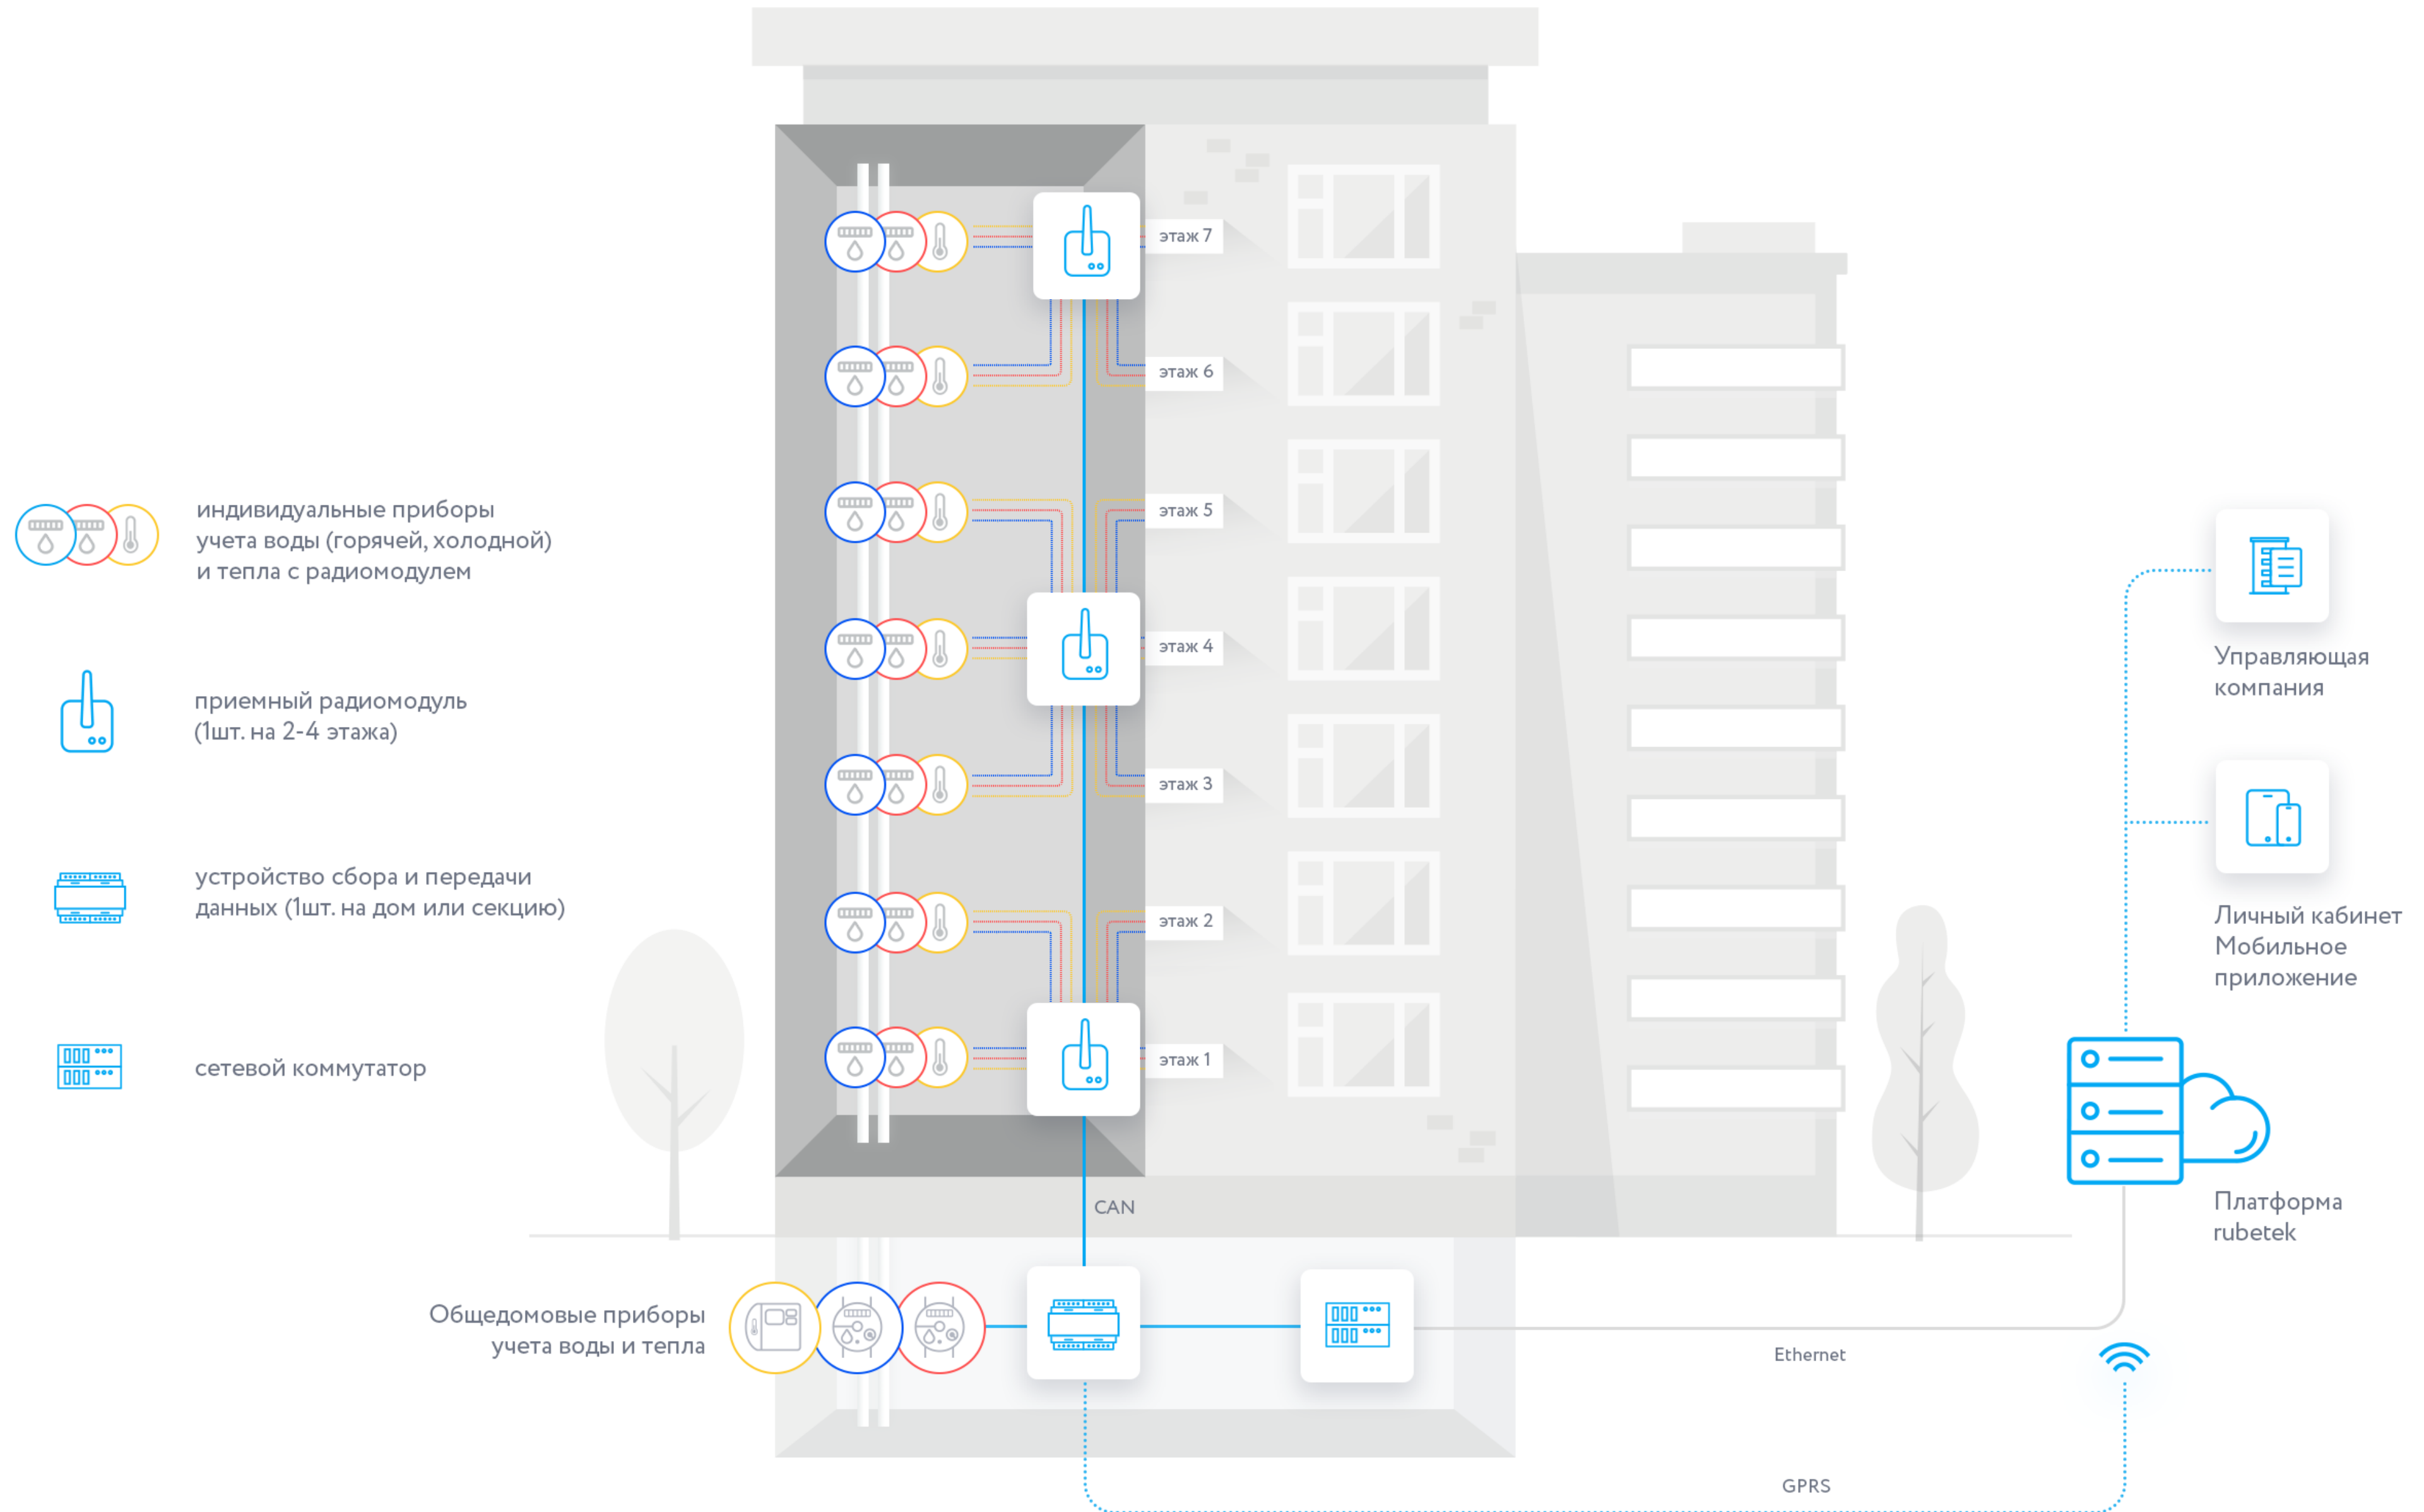 индивидуальные приборы
учета воды (горячей, холодной)
и тепла с радиомодулем
приемный радиомодуль
(1шт. на 2-4 этажа)
устройство сбора и передачи
данных (1шт. на дом или секцию)
сетевой коммутатор
этаж 7
этаж 6
этаж 5
этаж 4
этаж 3
этаж 2
этаж 1
CAN
Общедомовые приборы
учета воды и тепла
Управляющая
компания
Личный кабинет
Мобильное
приложение
Платформа
rubetek
Ethernet
GPRS